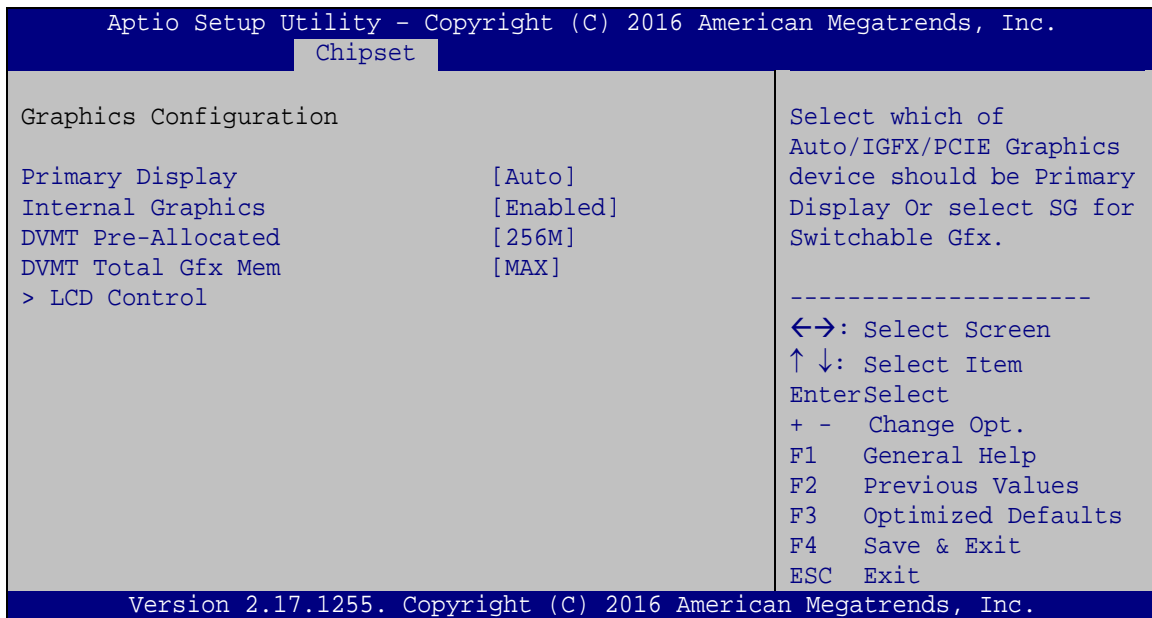 Aptio Setup Utility – Copyright (C) 2016 American Megatrends, Inc.
Chipset
Graphics Configuration
Primary Display [Auto]
Internal Graphics [Enabled]
DVMT Pre-Allocated [256M]
DVMT Total Gfx Mem [MAX]
> LCD Control
Select which of
Auto/IGFX/PCIE Graphics
device should be Primary
Display Or select SG for
Switchable Gfx.
---------------------
←→: Select Screen
↑ ↓: Select Item
EnterSelect
+ - Change Opt.
F1 General Help
F2 Previous Values
F3 Optimized Defaults
F4 Save & Exit
ESC Exit
Version 2.17.1255. Copyright (C) 2016 American Megatrends, Inc.